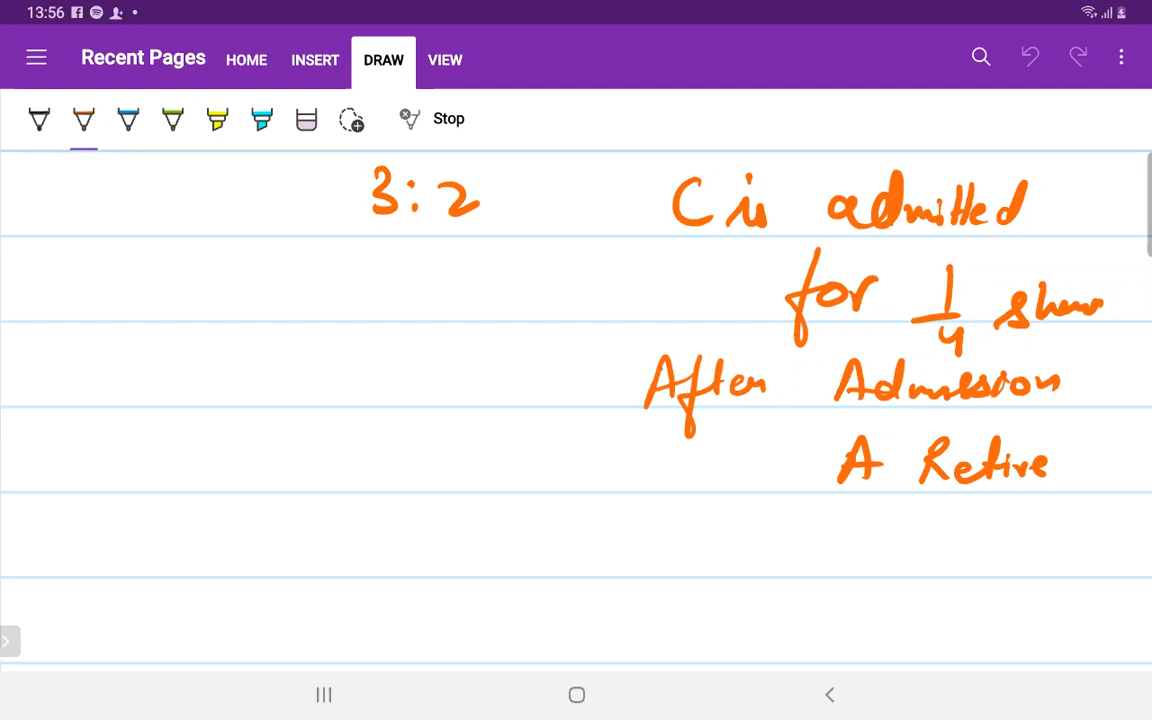 13:56
Recent Pages HOME INSERT DRAW VIEW
Stop
3:2 C is admitted
for 1/4 share
After Admission
A Retire